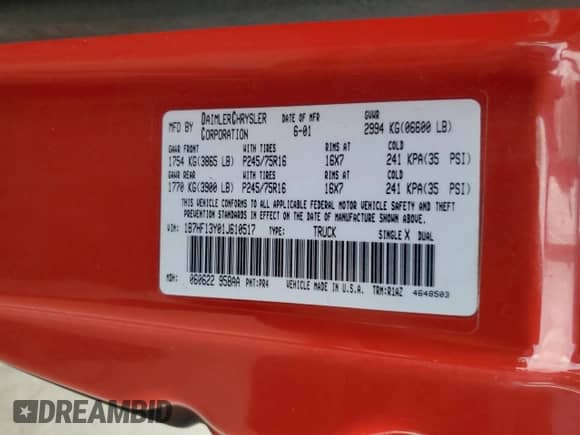 MFD BY DAIMLERCHRYSLER CORPORATION DATE OF MFR 6-01 GVWR 2994 KG(06600 LB)
GAWR FRONT WITH TIRES RIMS AT COLD
1754 KG(3865 LB) P245/75R16 16X7 241 KPA(35 PSI)
GAWR REAR WITH TIRES RIMS AT COLD
1770 KG(3900 LB) P245/75R16 16X7 241 KPA(35 PSI)
THIS VEHICLE CONFORMS TO ALL APPLICABLE FEDERAL MOTOR VEHICLE SAFETY AND THEFT
PREVENTION STANDARDS IN EFFECT ON THE DATE OF MANUFACTURE SHOWN ABOVE.
VIN: 1B7HF13Y01J610517 TYPE: TRUCK SINGLE X DUAL
MDH: 060622 95BAA PNT:PR4 VEHICLE MADE IN U.S.A. TRM:R1AZ 4648503
DREAMBID